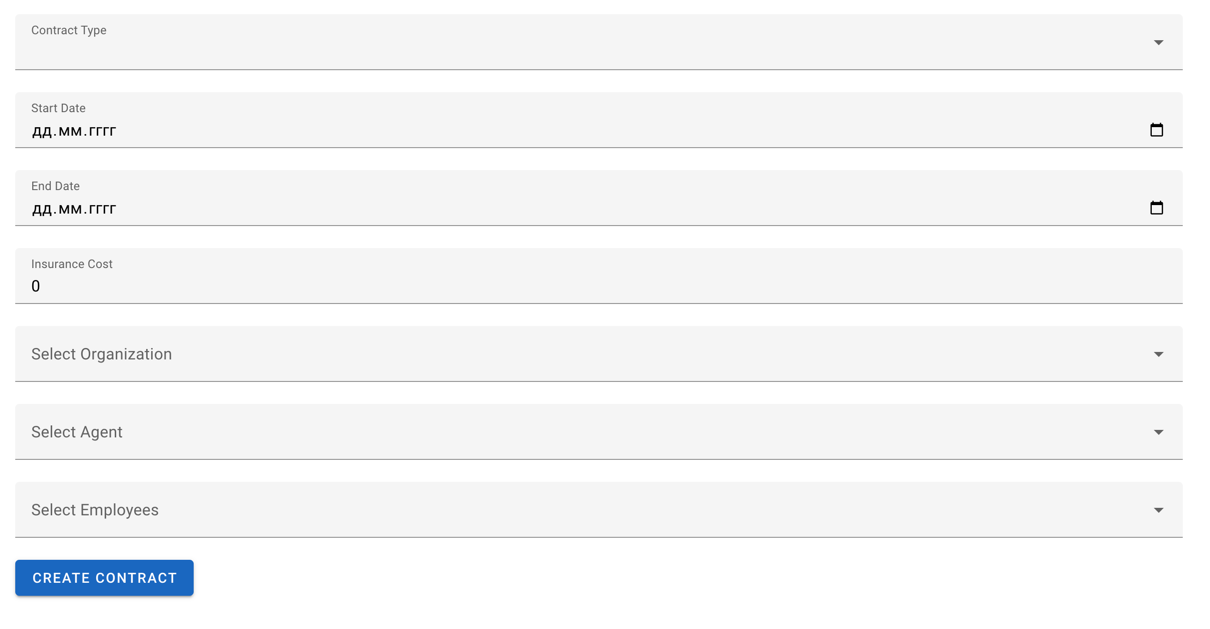 Contract Type
Start Date
дд.мм.гггг
End Date
дд.мм.гггг
Insurance Cost
0
Select Organization
Select Agent
Select Employees
CREATE CONTRACT